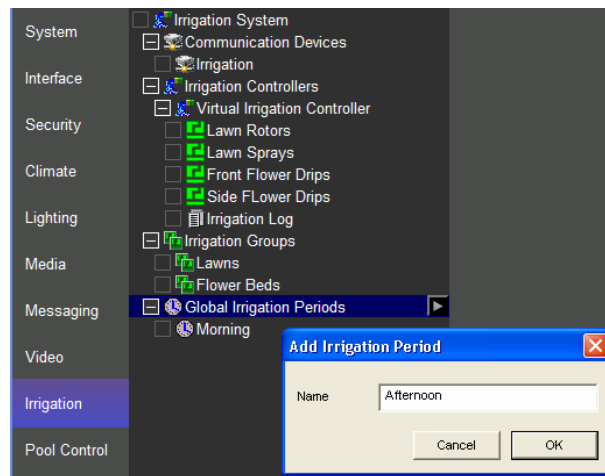 System
Interface
Security
Climate
Lighting
Media
Messaging
Video
Irrigation
Pool Control
Irrigation System
Communication Devices
Irrigation
Irrigation Controllers
Virtual Irrigation Controller
Lawn Rotors
Lawn Sprays
Front Flower Drips
Side FLower Drips
Irrigation Log
Irrigation Groups
Lawns
Flower Beds
Global Irrigation Periods
Morning
Add Irrigation Period
Name Afternoon
Cancel OK